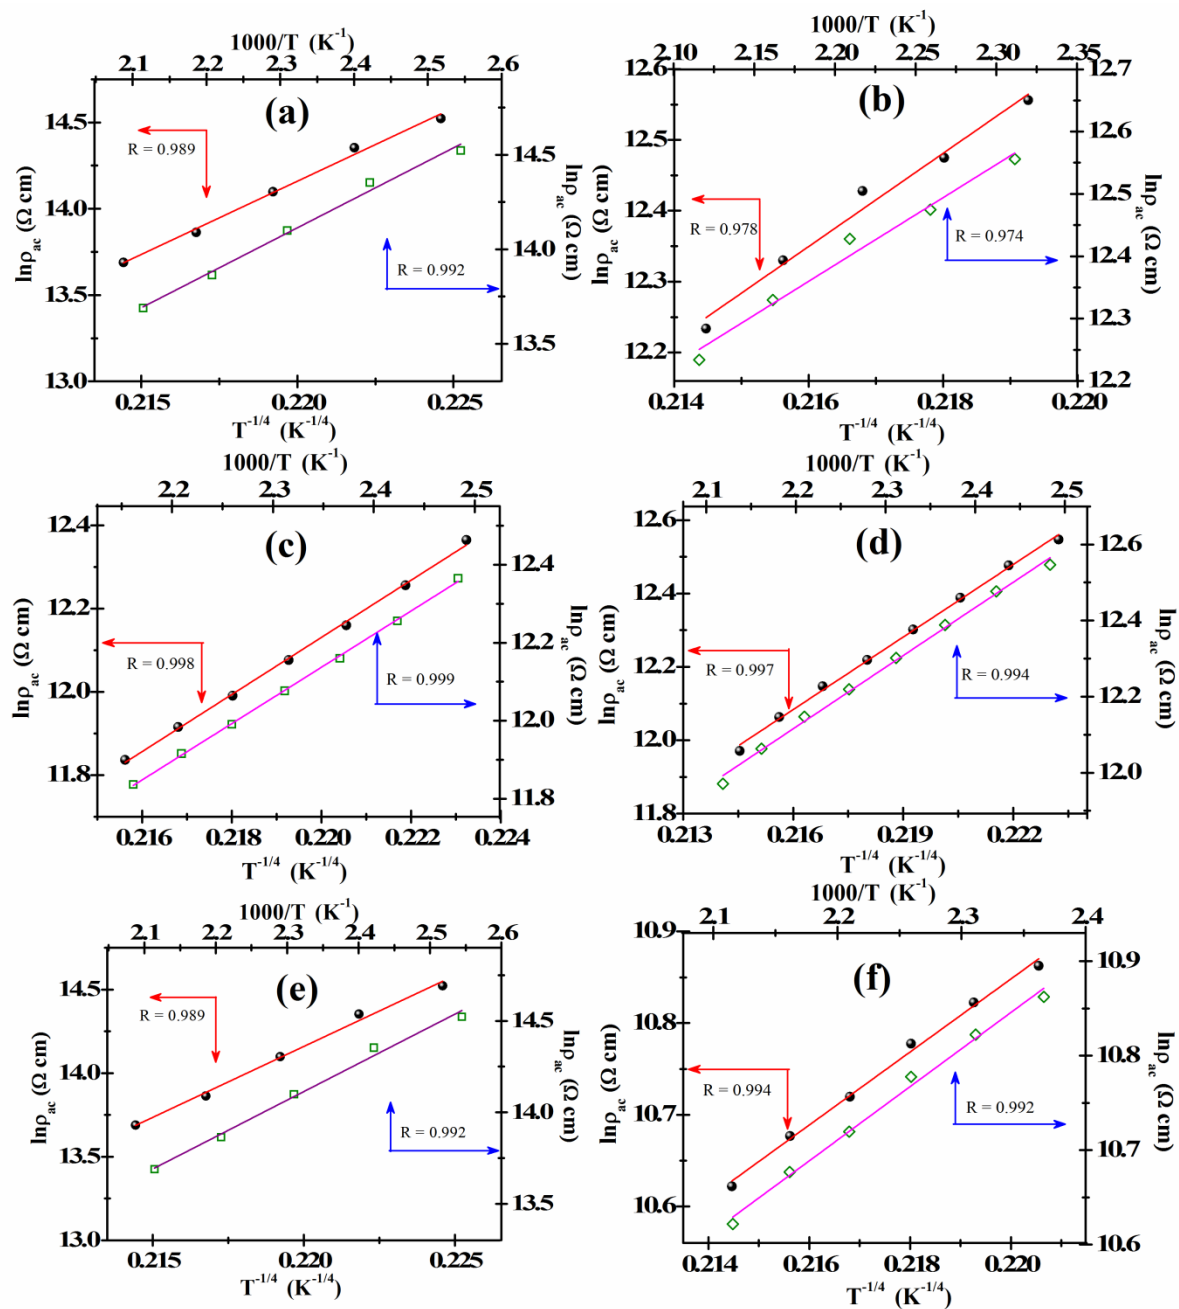 1000/T (K-1)
2.1 2.2 2.3 2.4 2.5 2.6
(a)
R = 0.989
R = 0.992
lnρac (Ω cm)
14.5
14.0
13.5
13.0
lnρac (Ω cm)
14.5
14.0
13.5
0.215 0.220 0.225
T-1/4 (K-1/4)
1000/T (K-1)
2.10 2.15 2.20 2.25 2.30 2.35
(b)
R = 0.978
R = 0.974
lnρac (Ω cm)
12.6
12.5
12.4
12.3
12.2
lnρac (Ω cm)
12.7
12.6
12.5
12.4
12.3
12.2
0.214 0.216 0.218 0.220
T-1/4 (K-1/4)
1000/T (K-1)
2.2 2.3 2.4 2.5
(c)
R = 0.998
R = 0.999
lnρac (Ω cm)
12.4
12.2
12.0
11.8
lnρac (Ω cm)
12.4
12.2
12.0
11.8
0.216 0.218 0.220 0.222 0.224
T-1/4 (K-1/4)
1000/T (K-1)
2.1 2.2 2.3 2.4 2.5
(d)
R = 0.997
R = 0.994
lnρac (Ω cm)
12.6
12.4
12.2
12.0
11.8
lnρac (Ω cm)
12.6
12.4
12.2
12.0
0.213 0.216 0.219 0.222
T-1/4 (K-1/4)
1000/T (K-1)
2.1 2.2 2.3 2.4 2.5 2.6
(e)
R = 0.989
R = 0.992
lnρac (Ω cm)
14.5
14.0
13.5
13.0
lnρac (Ω cm)
14.5
14.0
13.5
0.215 0.220 0.225
T-1/4 (K-1/4)
1000/T (K-1)
2.1 2.2 2.3 2.4
(f)
R = 0.994
R = 0.992
lnρac (Ω cm)
10.9
10.8
10.7
10.6
lnρac (Ω cm)
10.9
10.8
10.7
10.6
0.214 0.216 0.218 0.220
T-1/4 (K-1/4)